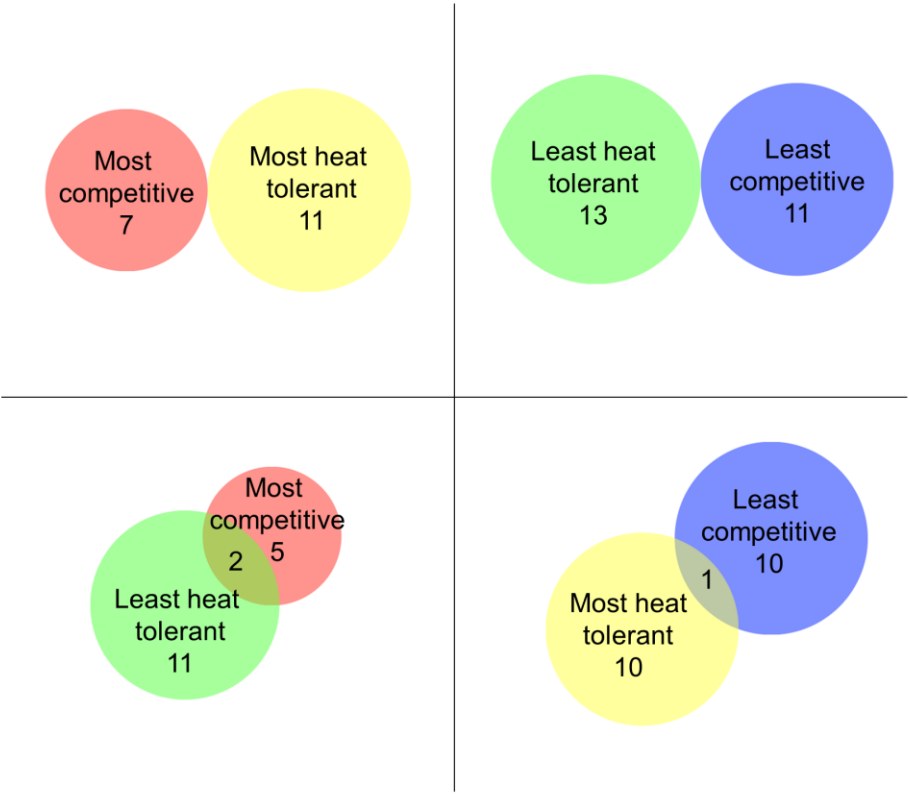 Most
competitive
7
Most heat
tolerant
11
Least heat
tolerant
13
Least
competitive
11
Most
competitive
5
2
Least heat
tolerant
11
Least
competitive
10
1
Most heat
tolerant
10